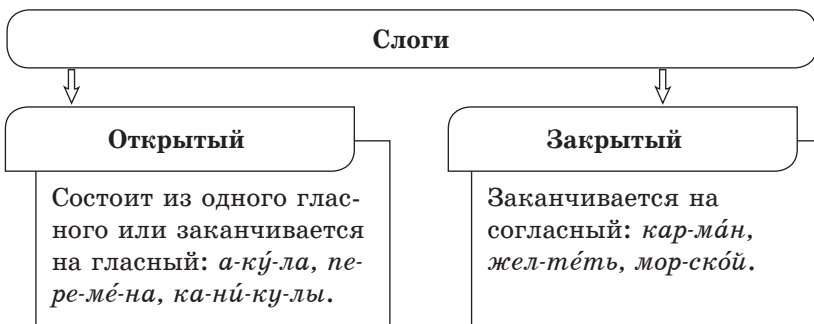 Слоги
Открытый
Закрытый
Состоит из одного глас-
ного или заканчивается
на гласный: а-ку́-ла, пе-
ре-ме́-на, ка-ни́-ку-лы.
Заканчивается на
согласный: кар-ма́н,
жел-те́ть, мор-ско́й.